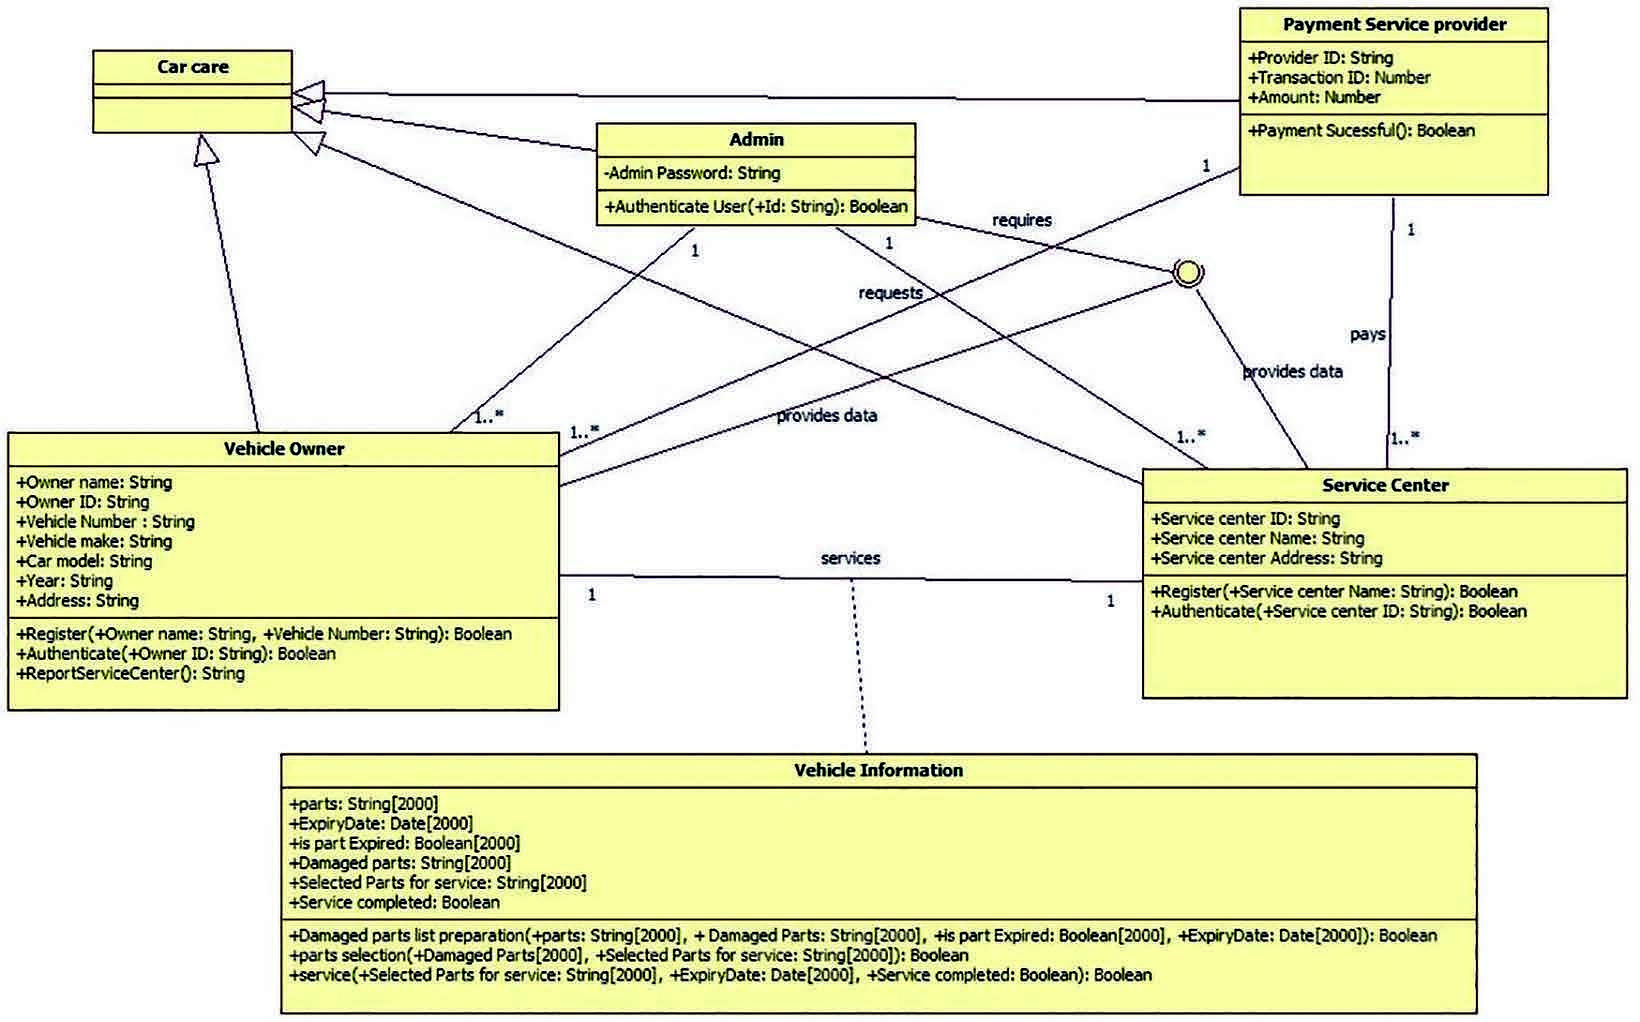 Payment Service provider
+Provider ID: String
+Transaction ID: Number
+Amount: Number
+Payment Sucessful(): Boolean
Car care
Admin
-Admin Password: String
+Authenticate User(+Id: String): Boolean
1
requires
1
1
1
requests
pays
provides data
provides data
1..*
1..*
1..*
1..*
Vehicle Owner
+Owner name: String
+Owner ID: String
+Vehicle Number : String
+Vehicle make: String
+Car model: String
+Year: String
+Address: String
+Register(+Owner name: String, +Vehicle Number: String): Boolean
+Authenticate(+Owner ID: String): Boolean
+ReportServiceCenter(): String
services
1
1
Service Center
+Service center ID: String
+Service center Name: String
+Service center Address: String
+Register(+Service center Name: String): Boolean
+Authenticate(+Service center ID: String): Boolean
Vehicle Information
+parts: String[2000]
+ExpiryDate: Date[2000]
+is part Expired: Boolean[2000]
+Damaged parts: String[2000]
+Selected Parts for service: String[2000]
+Service completed: Boolean
+Damaged parts list preparation(+parts: String[2000], + Damaged Parts: String[2000], +is part Expired: Boolean[2000], +ExpiryDate: Date[2000]): Boolean
+parts selection(+Damaged Parts[2000], +Selected Parts for service: String[2000]): Boolean
+service(+Selected Parts for service: String[2000], +ExpiryDate: Date[2000], +Service completed: Boolean): Boolean